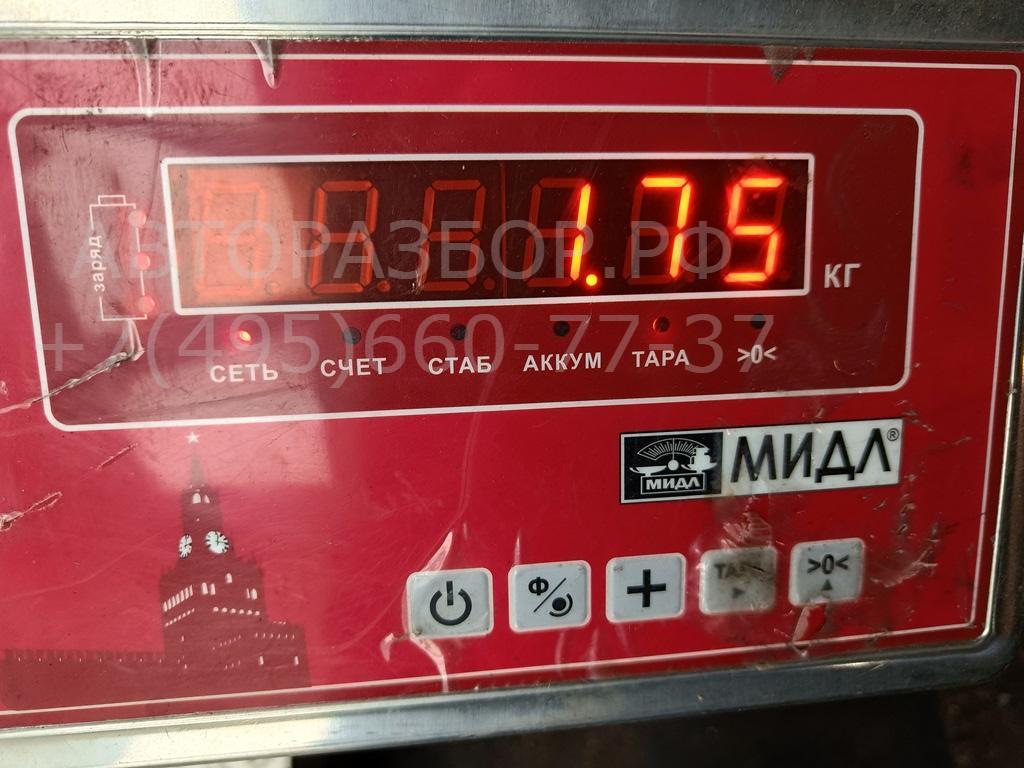 заряд
1.75
КГ
АВТОРАЗБОР.РФ
+7(495)660-77-37
СЕТЬ СЧЕТ СТАБ АККУМ ТАРА >0<
МИДЛ МИДЛ®
Ф + >0<